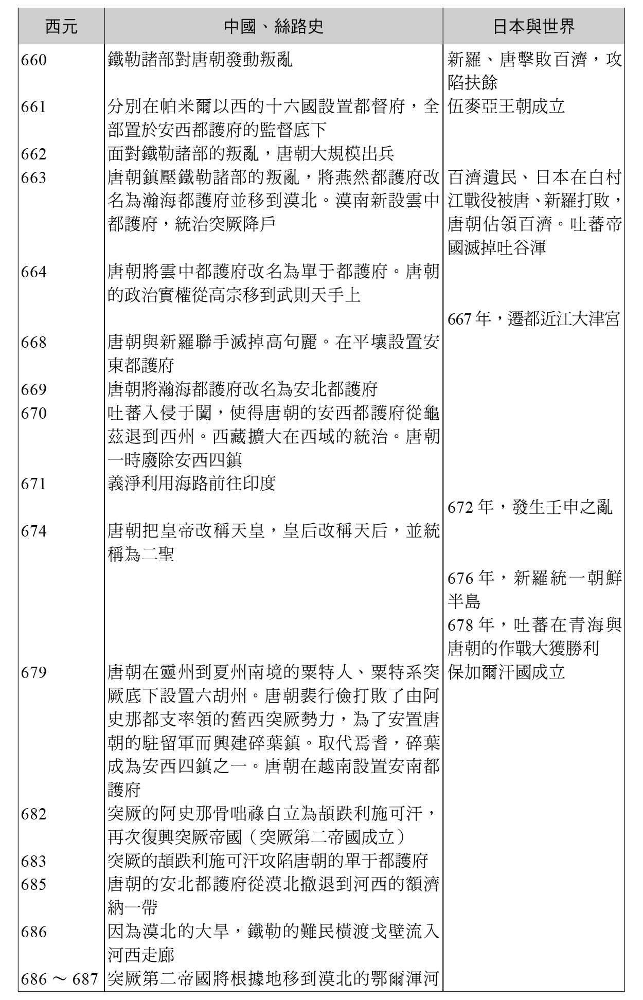 西元 中國、絲路史 日本與世界
660 鐵勒諸部對唐朝發動叛亂 新羅、唐擊敗百濟，攻
陷扶餘
661 分別在帕米爾以西的十六國設置都督府，全 伍麥亞王朝成立
部置於安西都護府的監督底下
662 面對鐵勒諸部的叛亂，唐朝大規模出兵
663 唐朝鎮壓鐵勒諸部的叛亂，將燕然都護府改 百濟遺民、日本在白村
名為瀚海都護府並移到漠北。漠南新設雲中 江戰役被唐、新羅打敗，
都護府，統治突厥降戶 唐朝佔領百濟。吐蕃帝
國滅掉吐谷渾
664 唐朝將雲中都護府改名為單于都護府。唐朝
的政治實權從高宗移到武則天手上
667 年，遷都近江大津宮
668 唐朝與新羅聯手滅掉高句麗。在平壤設置安
東都護府
669 唐朝將瀚海都護府改名為安北都護府
670 吐蕃入侵于闐，使得唐朝的安西都護府從龜
茲退到西州。西藏擴大在西域的統治。唐朝
一時廢除安西四鎮
671 義淨利用海路前往印度
672 年，發生壬申之亂
674 唐朝把皇帝改稱天皇，皇后改稱天后，並統
稱為二聖
676 年，新羅統一朝鮮
半島
678 年，吐蕃在青海與
唐朝的作戰大獲勝利
679 唐朝在靈州到夏州南境的粟特人、粟特系突 保加爾汗國成立
厥底下設置六胡州。唐朝裴行儉打敗了由阿
史那都支率領的舊西突厥勢力，為了安置唐
朝的駐留軍而興建碎葉鎮。取代焉耆，碎葉
成為安西四鎮之一。唐朝在越南設置安南都
護府
682 突厥的阿史那骨咄祿自立為頡跌利施可汗，
再次復興突厥帝國（突厥第二帝國成立）
683 突厥的頡跌利施可汗攻陷唐朝的單于都護府
685 唐朝的安北都護府從漠北撤退到河西的額濟
納一帶
686 因為漠北的大旱，鐵勒的難民橫渡戈壁流入
河西走廊
686～687 突厥第二帝國將根據地移到漠北的鄂爾渾河